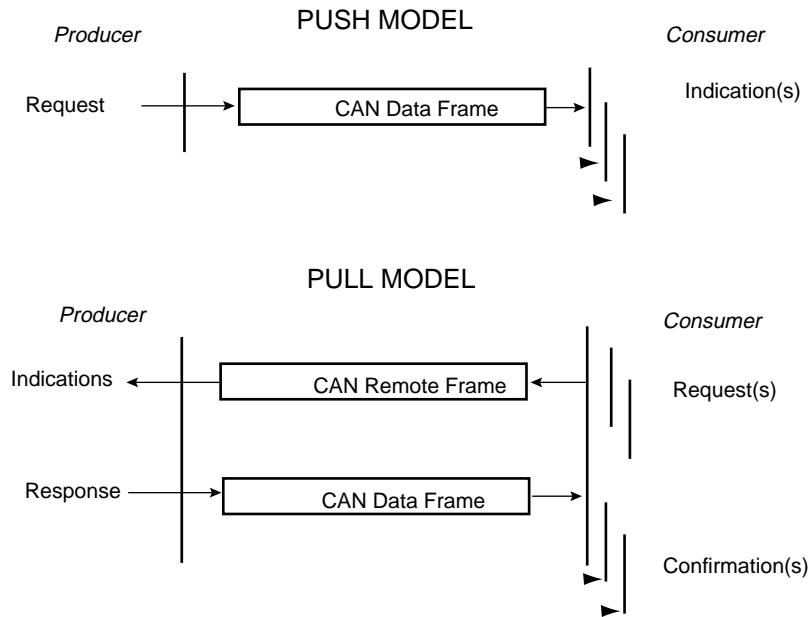 PUSH MODEL
Producer
Consumer
Request
CAN Data Frame
Indication(s)
PULL MODEL
Producer
Consumer
Indications
CAN Remote Frame
Request(s)
Response
CAN Data Frame
Confirmation(s)